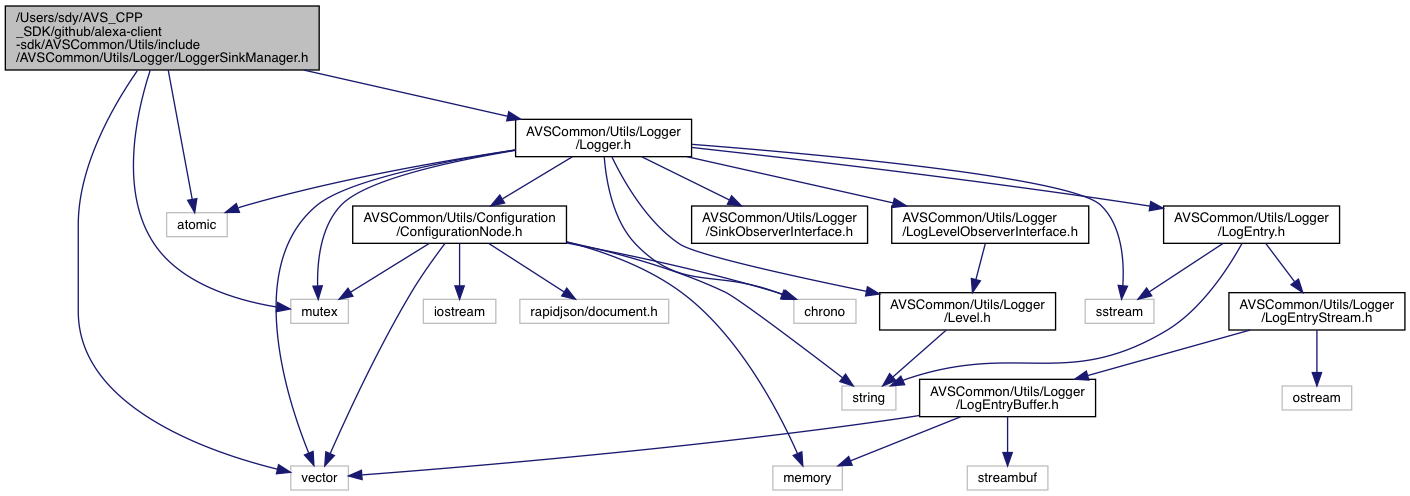 /Users/sdy/AVS_CPP
_SDK/github/alexa-client
-sdk/AVSCommon/Utils/include
/AVSCommon/Utils/Logger/LoggerSinkManager.h
AVSCommon/Utils/Logger
/Logger.h
atomic
AVSCommon/Utils/Configuration
/ConfigurationNode.h
AVSCommon/Utils/Logger
/SinkObserverInterface.h
AVSCommon/Utils/Logger
/LogLevelObserverInterface.h
AVSCommon/Utils/Logger
/LogEntry.h
mutex
iostream
rapidjson/document.h
chrono
AVSCommon/Utils/Logger
/Level.h
sstream
AVSCommon/Utils/Logger
/LogEntryStream.h
string
AVSCommon/Utils/Logger
/LogEntryBuffer.h
ostream
vector
memory
streambuf